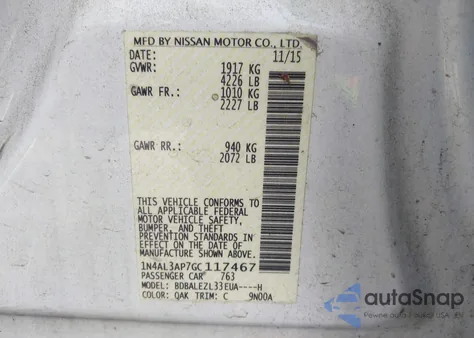 MFD BY NISSAN MOTOR CO., LTD.
DATE: 11/15
GVWR: 1917 KG
4226 LB
GAWR FR.: 1010 KG
2227 LB
GAWR RR.: 940 KG
2072 LB
THIS VEHICLE CONFORMS TO
ALL APPLICABLE FEDERAL
MOTOR VEHICLE SAFETY,
BUMPER, AND THEFT
PREVENTION STANDARDS
IN EFFECT ON THE DATE OF
MANUFACTURE SHOWN ABOVE.
1N4AL3AP7GC117467
PASSENGER CAR 763
MODEL: BDBALEZL33EUA----H
COLOR: QAK TRIM: C 9N00A
autoSnap